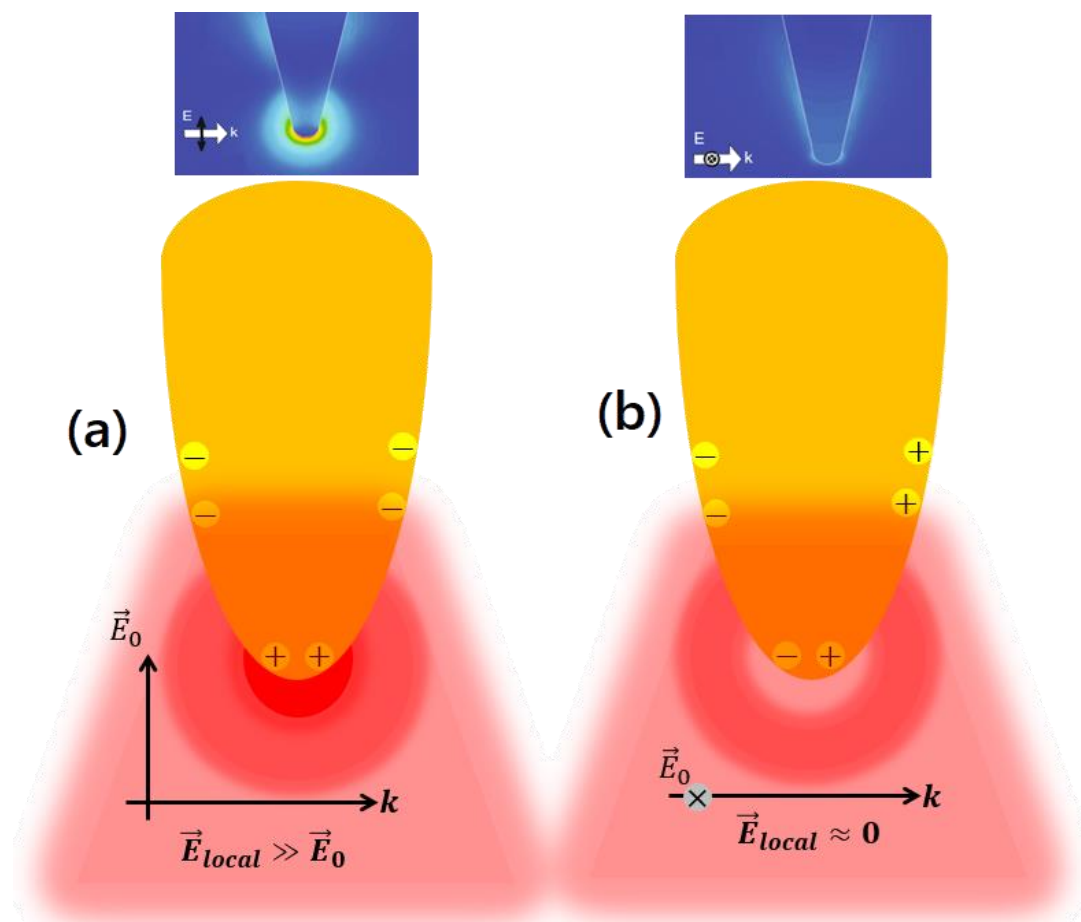 E
k
E
k
(a)
(b)
− −
− −
+ +
− +
− +
− +
E⃗₀
k
E⃗local ≫ E⃗₀
E⃗₀
k
E⃗local ≈ 0